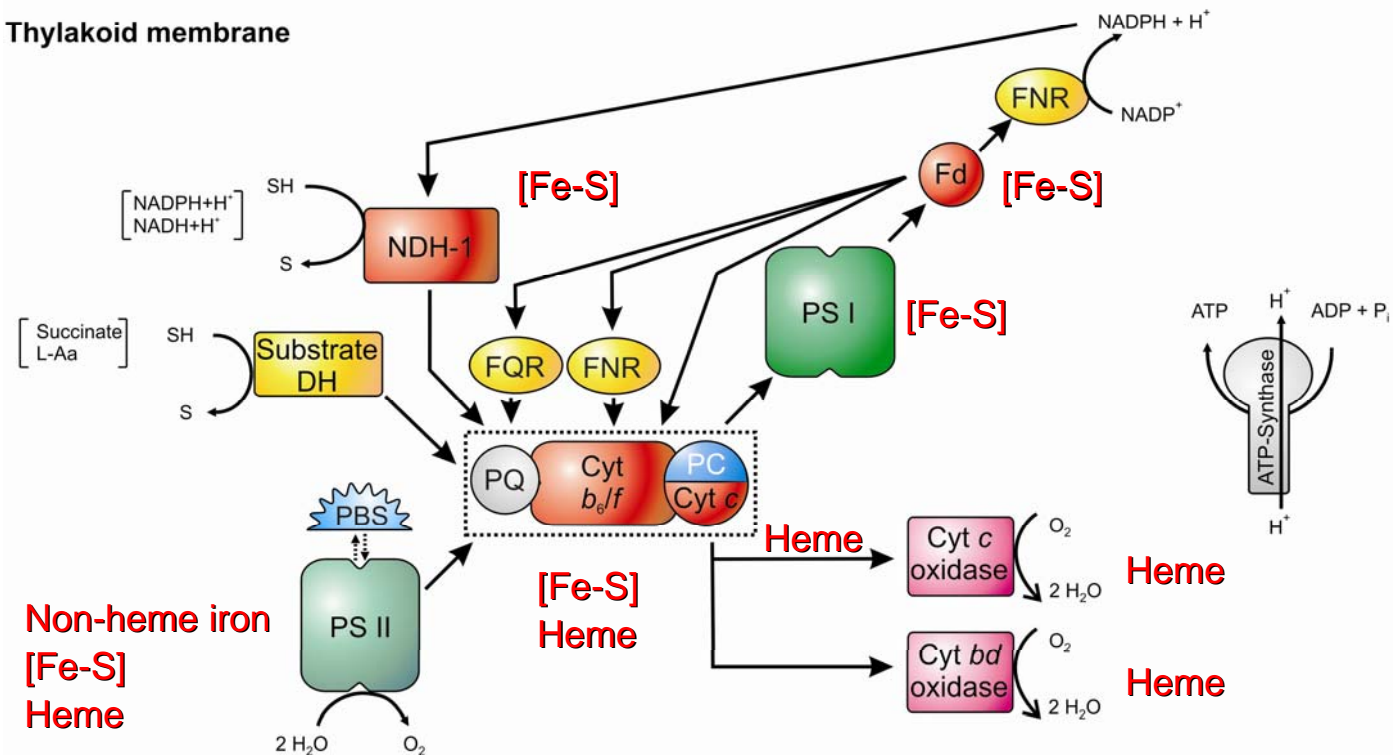 Thylakoid membrane
NADPH + H⁺
FNR
NADP⁺
Fd
[Fe-S]
[Fe-S]
[NADPH+H⁺
NADH+H⁺]
SH
S
NDH-1
PS I
[Fe-S]
[Succinate
L-Aa]
SH
S
Substrate
DH
FQR
FNR
ATP
H⁺
ADP + Pᵢ
ATP-Synthase
H⁺
PQ
Cyt
b₆/f
PC
Cyt c
PBS
PS II
Non-heme iron
[Fe-S]
Heme
2 H₂O
O₂
[Fe-S]
Heme
Heme
Cyt c
oxidase
O₂
2 H₂O
Heme
Cyt bd
oxidase
O₂
2 H₂O
Heme